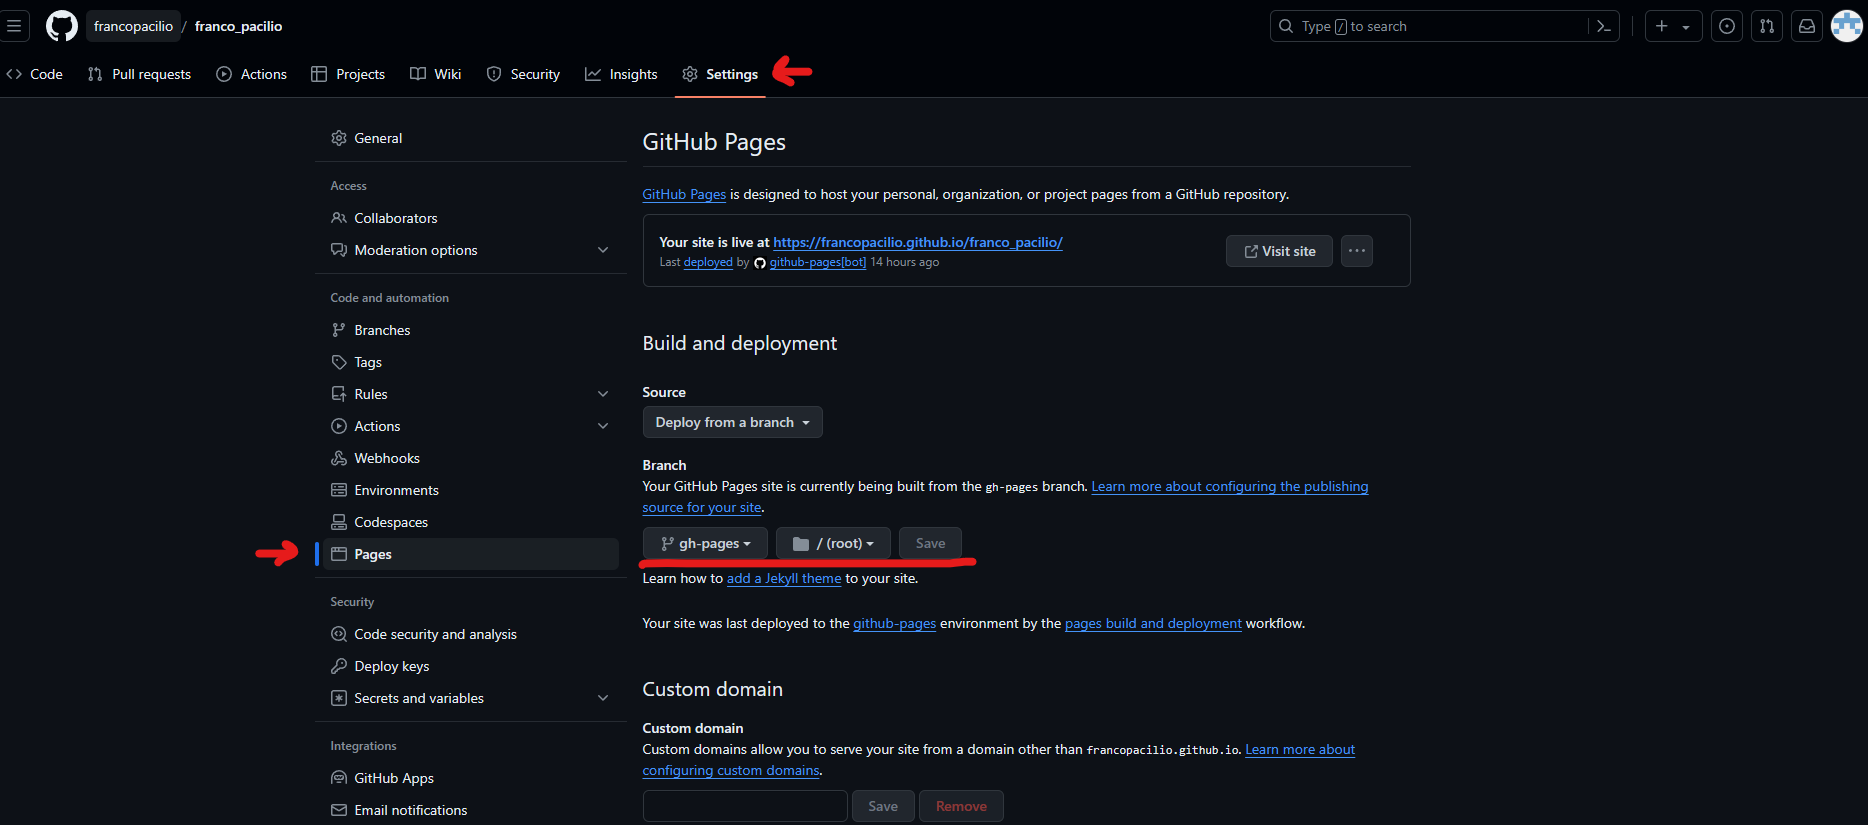 francopacilio / franco_pacilio
Type / to search
Code
Pull requests
Actions
Projects
Wiki
Security
Insights
Settings
General
Access
Collaborators
Moderation options
Code and automation
Branches
Tags
Rules
Actions
Webhooks
Environments
Codespaces
Pages
Security
Code security and analysis
Deploy keys
Secrets and variables
Integrations
GitHub Apps
Email notifications
GitHub Pages
GitHub Pages is designed to host your personal, organization, or project pages from a GitHub repository.
Your site is live at https://francopacilio.github.io/franco_pacilio/
Last deployed by github-pages[bot] 14 hours ago
Visit site
Build and deployment
Source
Deploy from a branch
Branch
Your GitHub Pages site is currently being built from the gh-pages branch. Learn more about configuring the publishing
source for your site.
gh-pages
/ (root)
Save
Learn how to add a Jekyll theme to your site.
Your site was last deployed to the github-pages environment by the pages build and deployment workflow.
Custom domain
Custom domain
Custom domains allow you to serve your site from a domain other than francopacilio.github.io. Learn more about
configuring custom domains.
Save
Remove